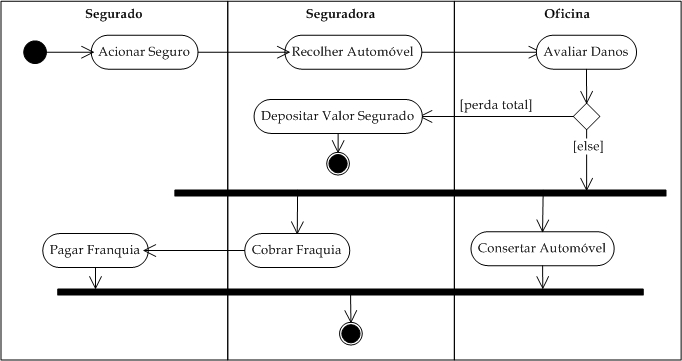 Segurado
Seguradora
Oficina
Acionar Seguro
Recolher Automóvel
Avaliar Danos
Depositar Valor Segurado
[perda total]
[else]
Pagar Franquia
Cobrar Fraquia
Consertar Automóvel